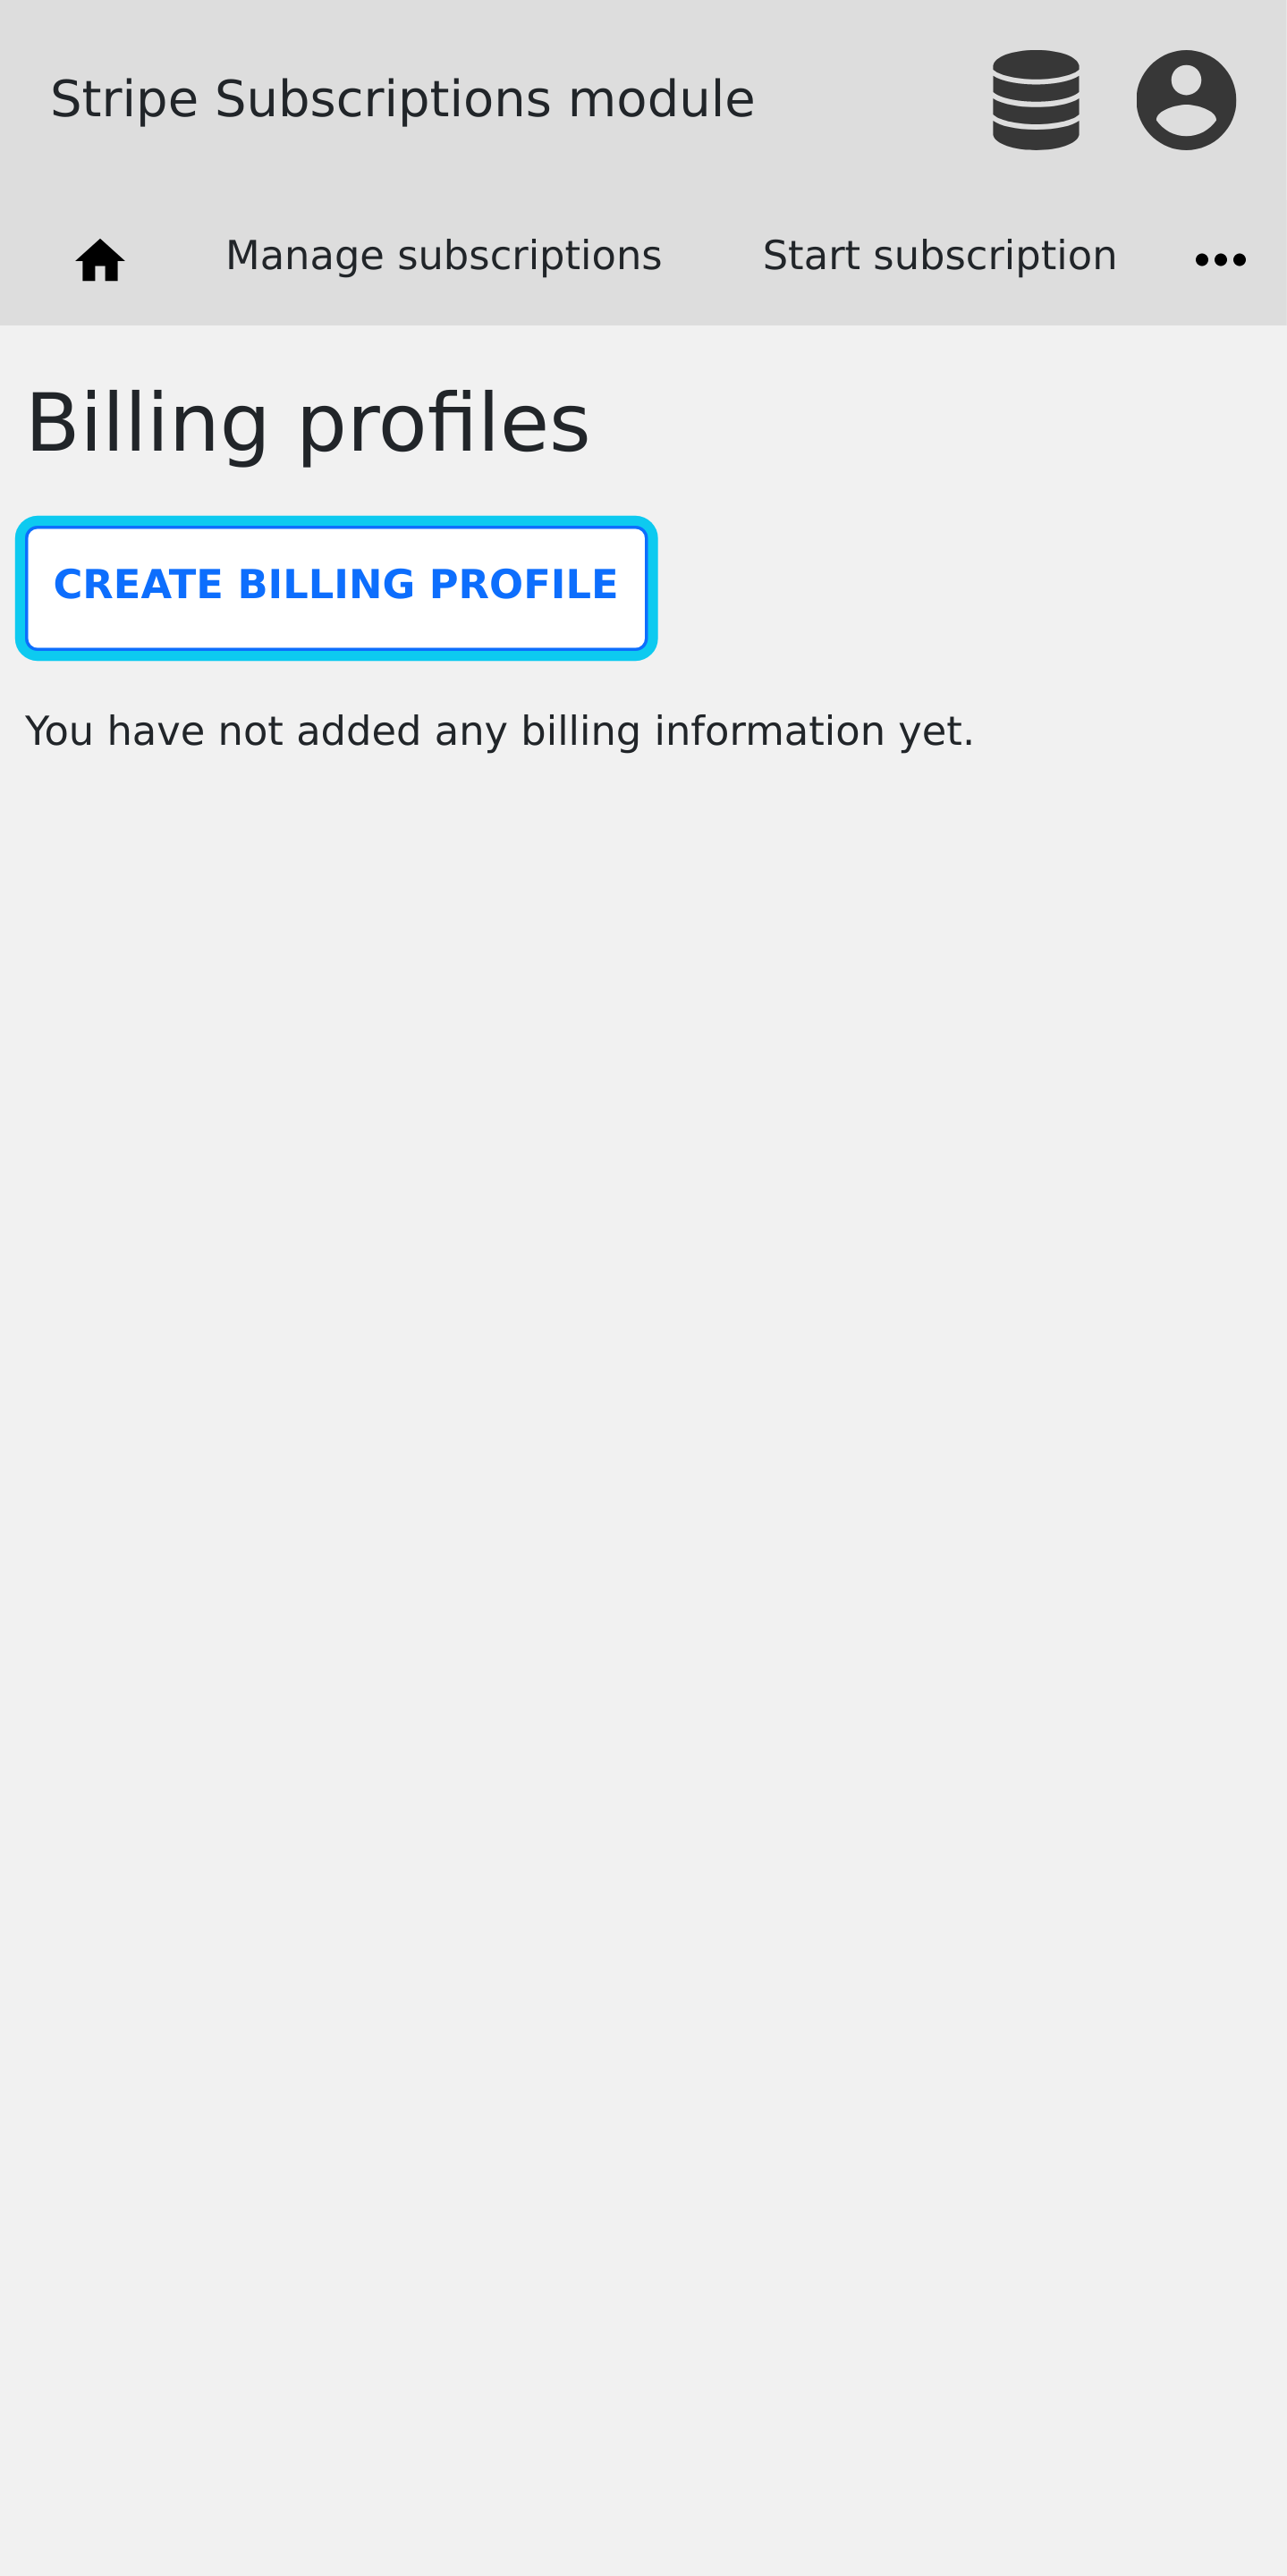 Stripe Subscriptions module
Manage subscriptions Start subscription
Billing profiles
CREATE BILLING PROFILE
You have not added any billing information yet.